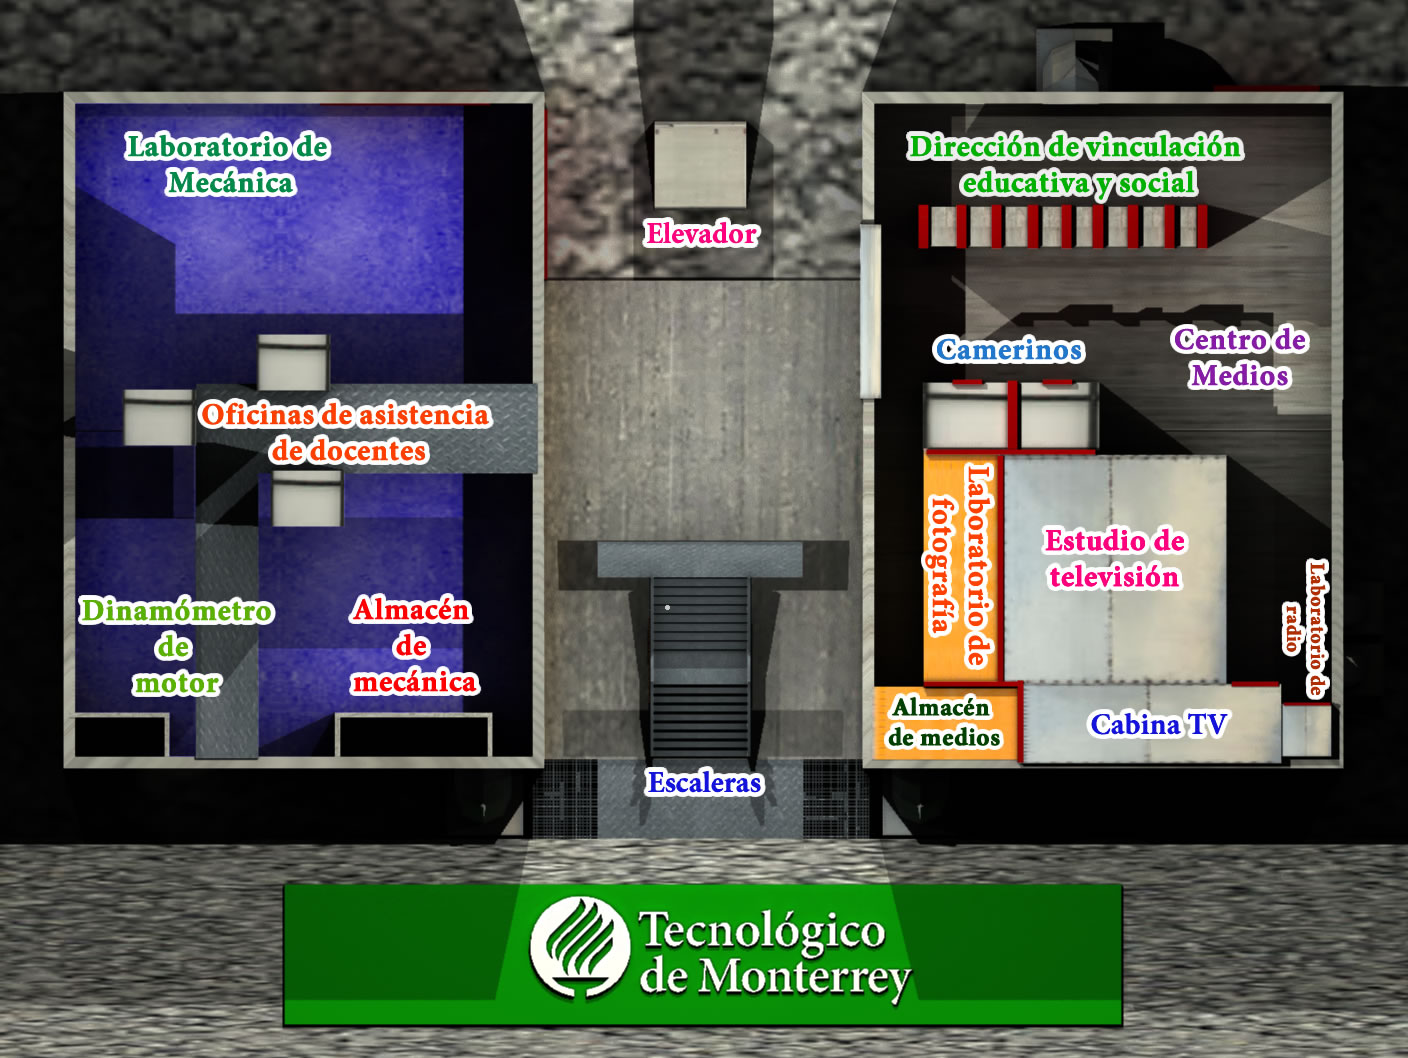 Laboratorio de
Mecánica
Elevador
Dirección de vinculación
educativa y social
Camerinos
Centro de
Medios
Oficinas de asistencia
de docentes
Laboratorio de
fotografía
Estudio de
televisión
Dinamómetro
de
motor
Almacén
de
mecánica
Laboratorio de
radio
Almacén
de medios
Cabina TV
Escaleras
Tecnológico
de Monterrey